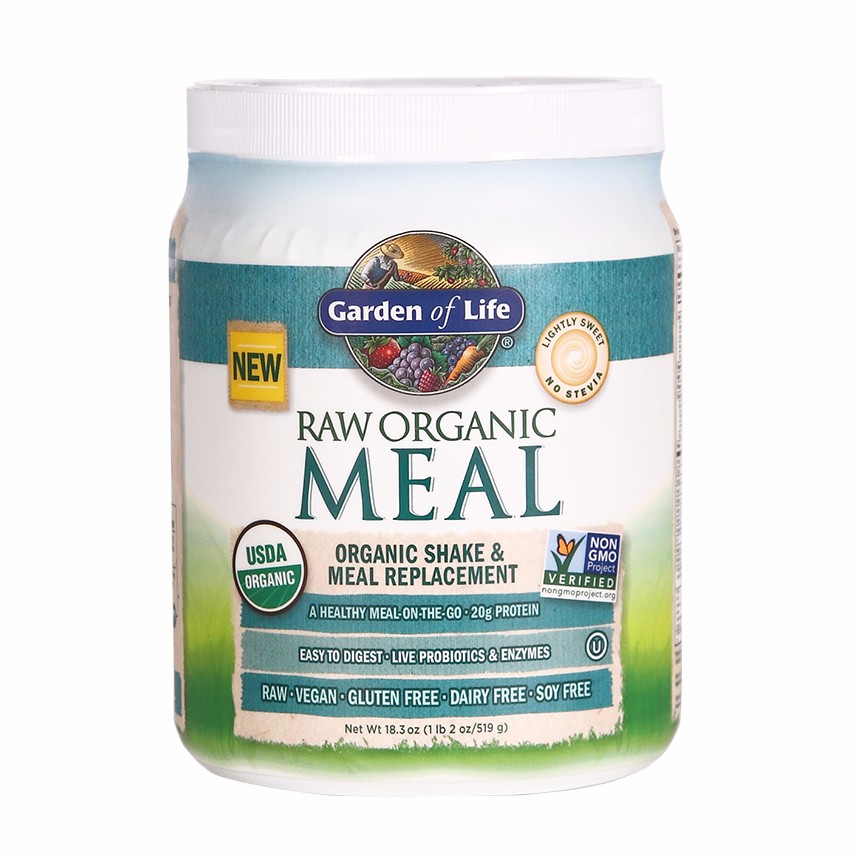 Garden of Life
®
NEW
LIGHTLY SWEET
NO STEVIA
RAW ORGANIC
MEAL
USDA
ORGANIC
ORGANIC SHAKE &
MEAL REPLACEMENT
NON
GMO
Project
VERIFIED
nongmoproject.org
A HEALTHY MEAL-ON-THE-GO · 20g PROTEIN
EASY TO DIGEST · LIVE PROBIOTICS & ENZYMES
U
RAW · VEGAN · GLUTEN FREE · DAIRY FREE · SOY FREE
Net Wt 18.3 oz (1 lb 2 oz/519 g)